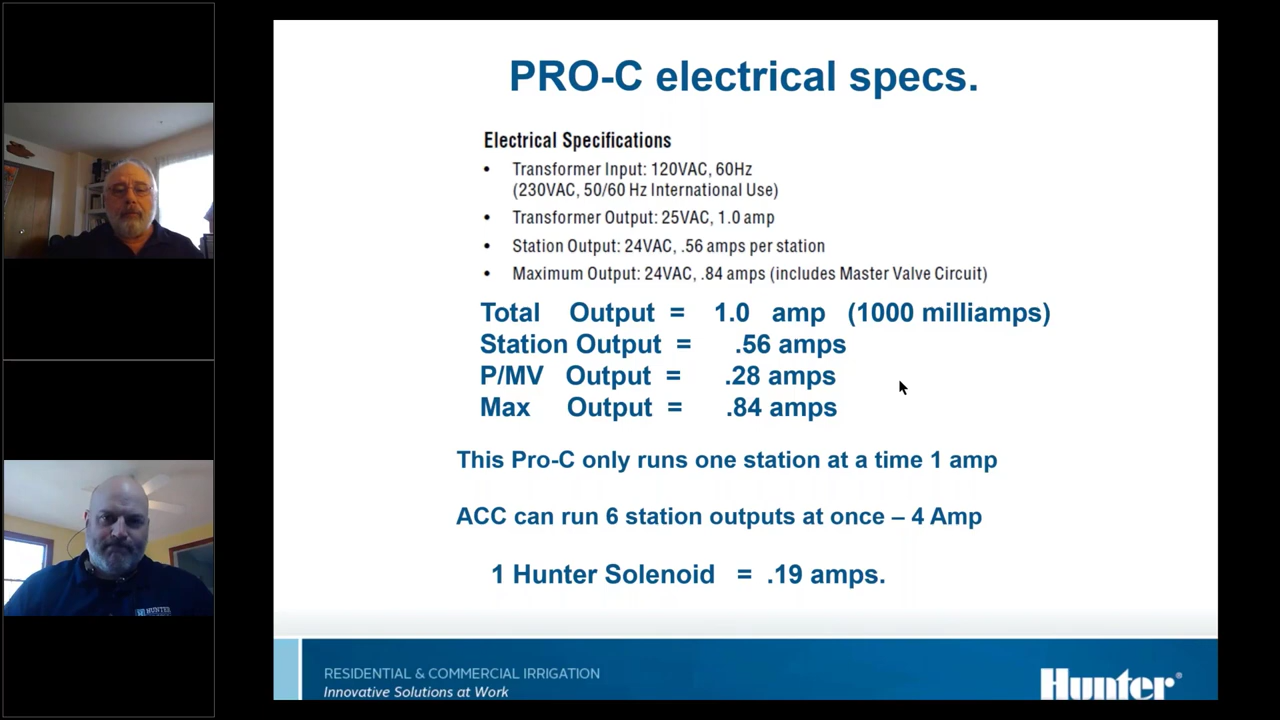 PRO-C electrical specs.
Electrical Specifications
• Transformer Input: 120VAC, 60Hz
(230VAC, 50/60 Hz International Use)
• Transformer Output: 25VAC, 1.0 amp
• Station Output: 24VAC, .56 amps per station
• Maximum Output: 24VAC, .84 amps (includes Master Valve Circuit)
Total Output = 1.0 amp (1000 milliamps)
Station Output = .56 amps
P/MV Output = .28 amps
Max Output = .84 amps
This Pro-C only runs one station at a time 1 amp
ACC can run 6 station outputs at once – 4 Amp
1 Hunter Solenoid = .19 amps.
RESIDENTIAL & COMMERCIAL IRRIGATION
Innovative Solutions at Work
Hunter®
HUNTER